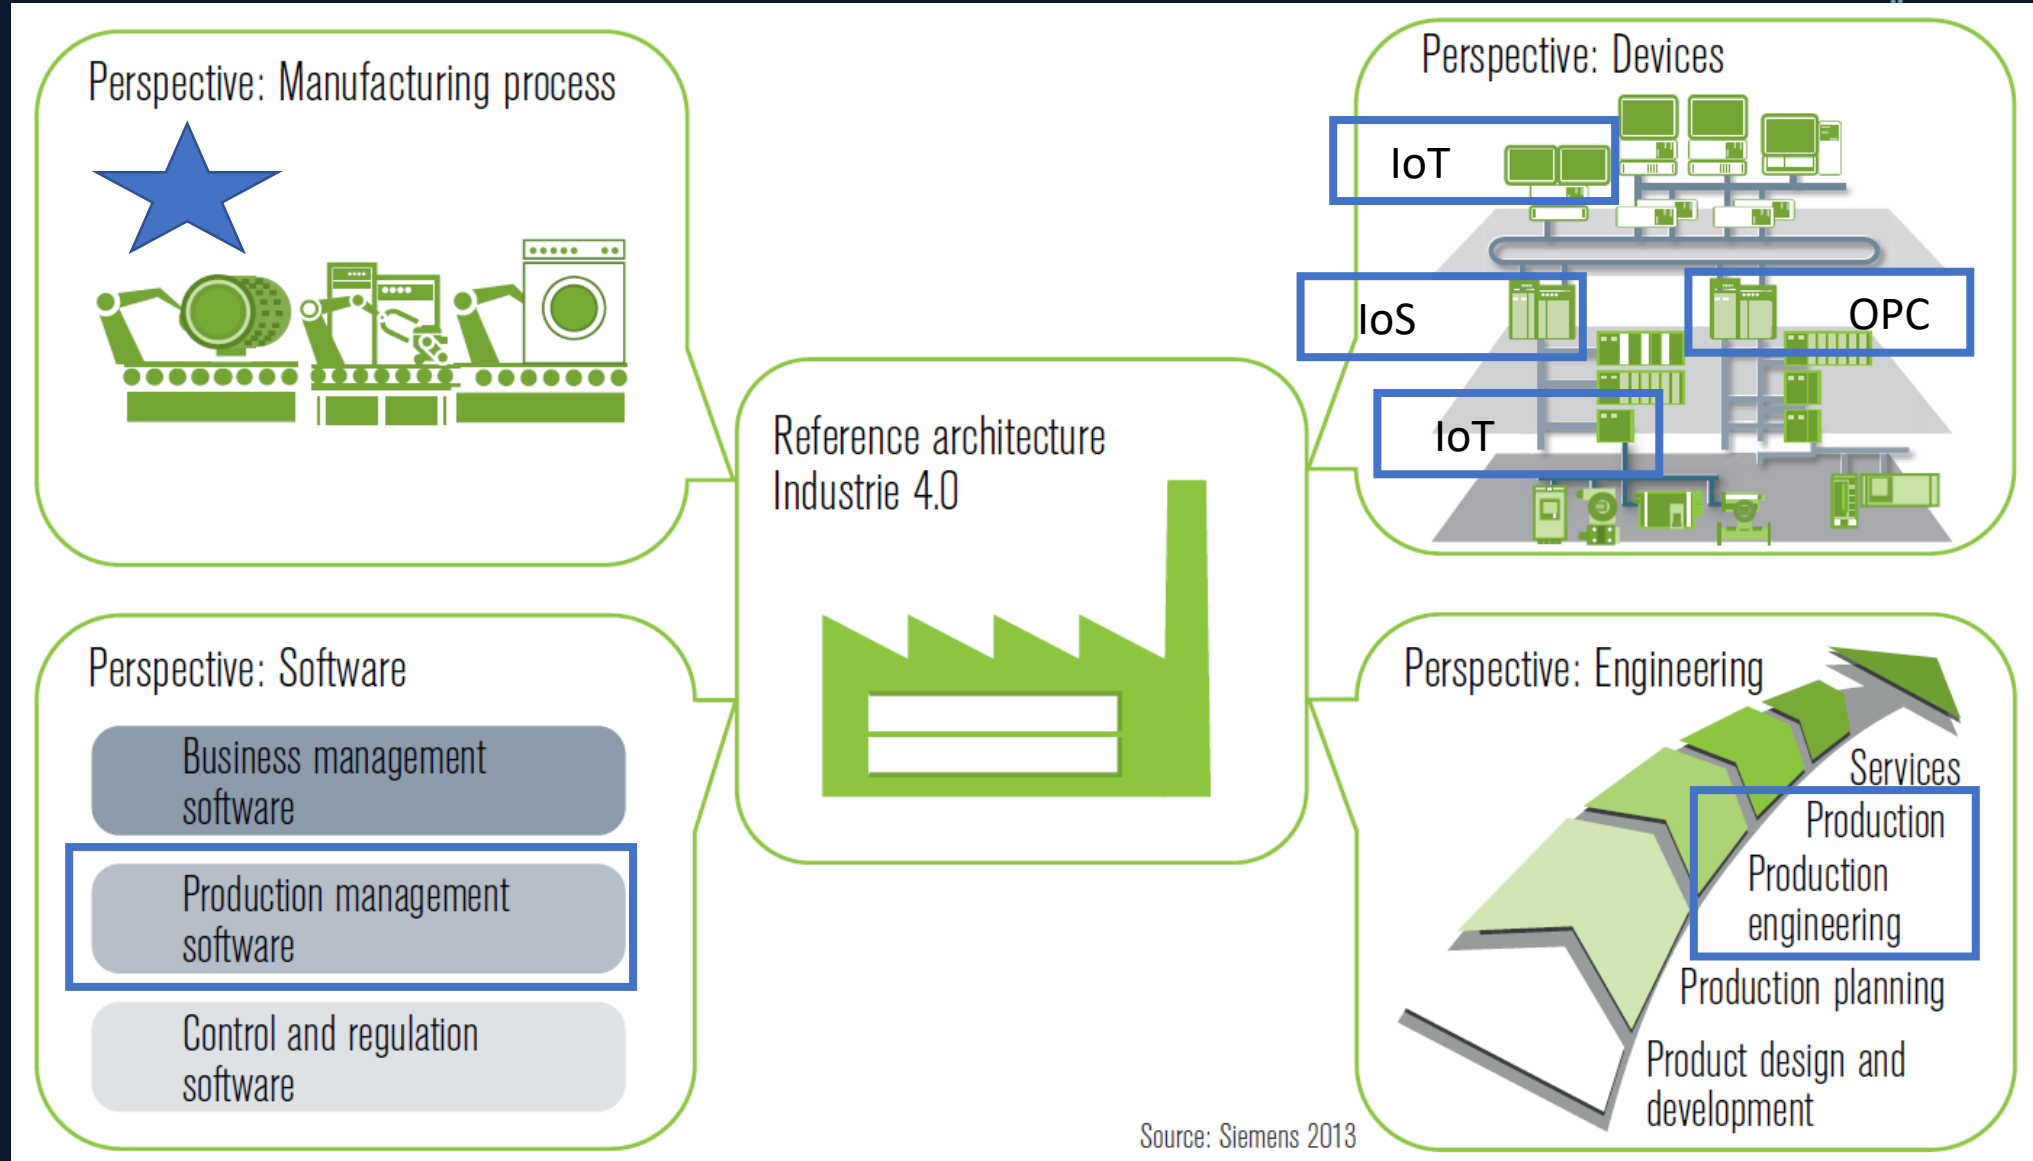 Perspective: Manufacturing process
Perspective: Devices
IoT
IoS
OPC
IoT
Reference architecture
Industrie 4.0
Perspective: Software
Business management
software
Production management
software
Control and regulation
software
Perspective: Engineering
Services
Production
Production
engineering
Production planning
Product design and
development
Source: Siemens 2013